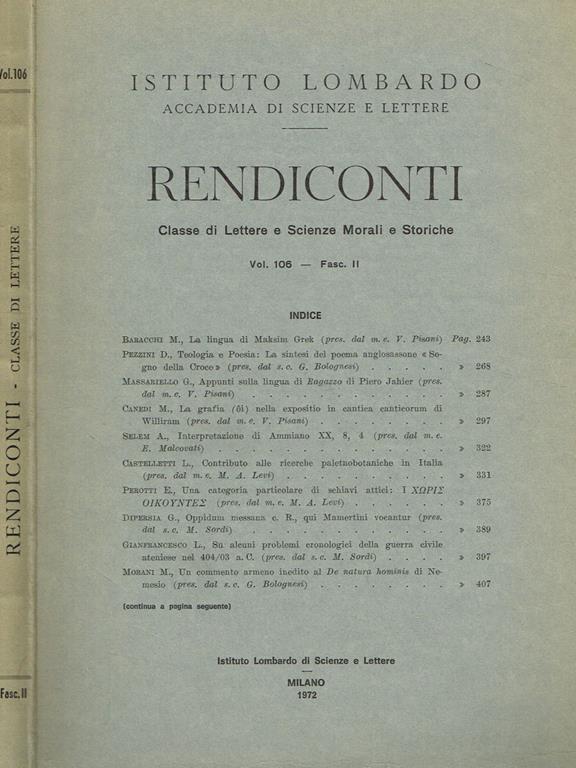 Vol.106
RENDICONTI - CLASSE DI LETTERE
Fasc. II
ISTITUTO LOMBARDO
ACCADEMIA DI SCIENZE E LETTERE
RENDICONTI
Classe di Lettere e Scienze Morali e Storiche
Vol. 106 — Fasc. II
INDICE
BARACCHI M., La lingua di Maksim Grek (pres. dal m. e. V. Pisani) Pag. 243
PEZZINI D., Teologia e Poesia: La sintesi del poema anglosassone « So-
gno della Croce » (pres. dal s. c. G. Bolognesi) . . . . . » 268
MASSARIELLO G., Appunti sulla lingua di Ragazzo di Piero Jahier (pres.
dal m. c. V. Pisani) . . . . . . . . . . . » 287
CANEDI M., La grafia (ôi) nella expositio in cantica canticorum di
Williram (pres. dal m. c. V. Pisani) . . . . . . . . » 297
SELEM A., Interpretazione di Ammiano XX, 8, 4 (pres. dal m. e.
E. Malcovati) . . . . . . . . . . . . » 322
CASTELLETTI L., Contributo alle ricerche paletnobotaniche in Italia
(pres. dal m. e. M. A. Levi) . . . . . . . . . » 331
PEROTTI E., Una categoria particolare di schiavi attici: I ΧΩΡΙΣ
ΟΙΚΟΥΝΤΕΣ (pres. dal m. e. M. A. Levi) . . . . . . » 375
DIPERSIA G., Oppidum messana c. R., qui Mamertini vocantur (pres.
dal s. c. M. Sordi) . . . . . . . . . . . » 389
GIANFRANCESCO L., Su alcuni problemi cronologici della guerra civile
ateniese nel 404/03 a. C. (pres. dal s. c. M. Sordi) . . . . » 397
MORANI M., Un commento armeno inedito al De natura hominis di Ne-
mesio (pres. dal s. c. G. Bolognesi) . . . . . . . . » 407
(continua a pagina seguente)
Istituto Lombardo di Scienze e Lettere
MILANO
1972